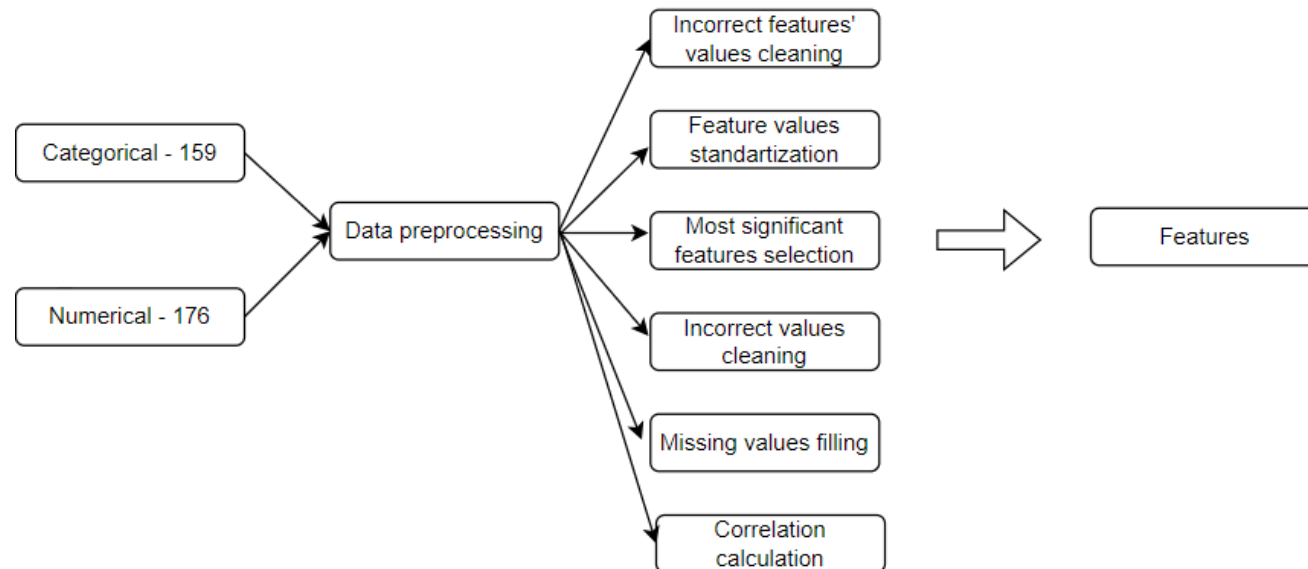 Categorical - 159
Numerical - 176
Data preprocessing
Incorrect features'
values cleaning
Feature values
standartization
Most significant
features selection
Incorrect values
cleaning
Missing values filling
Correlation
calculation
Features